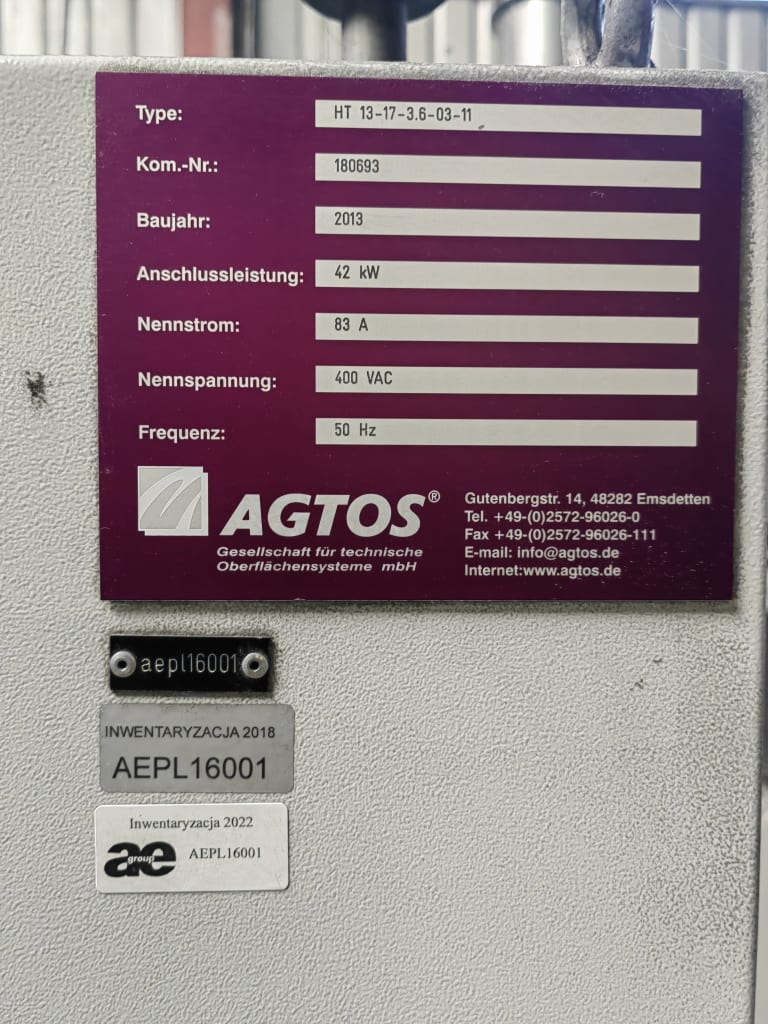 Type: HT 13-17-3.6-03-11
Kom.-Nr.: 180693
Baujahr: 2013
Anschlussleistung: 42 kW
Nennstrom: 83 A
Nennspannung: 400 VAC
Frequenz: 50 Hz
AGTOS®
Gesellschaft für technische
Oberflächensysteme mbH
Gutenbergstr. 14, 48282 Emsdetten
Tel. +49-(0)2572-96026-0
Fax +49-(0)2572-96026-111
E-mail: info@agtos.de
Internet:www.agtos.de
aepl16001
INWENTARYZACJA 2018
AEPL16001
Inwentaryzacja 2022
ae group AEPL16001